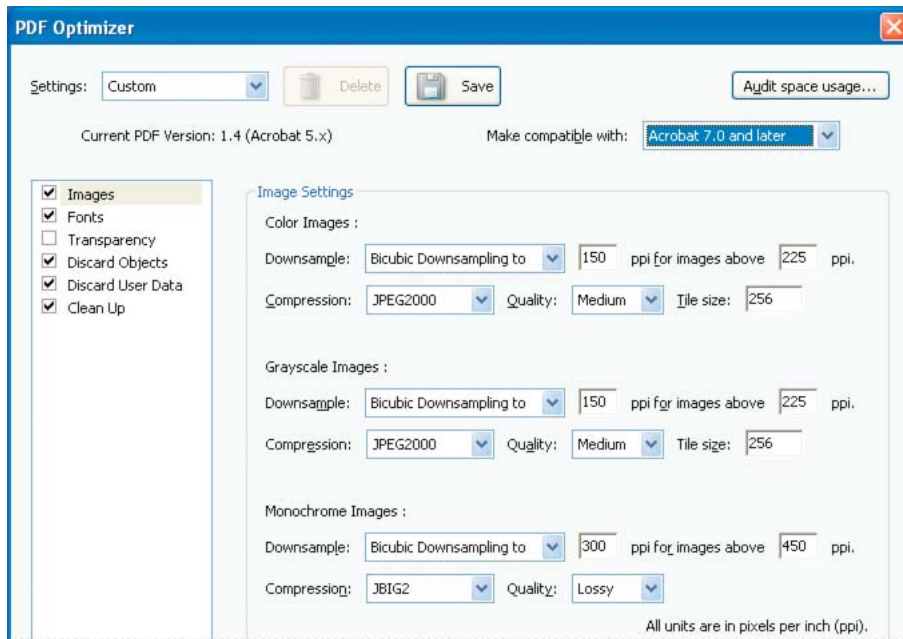 PDF Optimizer
Settings: Custom Delete Save Audit space usage...
Current PDF Version: 1.4 (Acrobat 5.x) Make compatible with: Acrobat 7.0 and later
Images
Fonts
Transparency
Discard Objects
Discard User Data
Clean Up
Image Settings
Color Images :
Downsample: Bicubic Downsampling to 150 ppi for images above 225 ppi.
Compression: JPEG2000 Quality: Medium Tile size: 256
Grayscale Images :
Downsample: Bicubic Downsampling to 150 ppi for images above 225 ppi.
Compression: JPEG2000 Quality: Medium Tile size: 256
Monochrome Images :
Downsample: Bicubic Downsampling to 300 ppi for images above 450 ppi.
Compression: JBIG2 Quality: Lossy
All units are in pixels per inch (ppi).